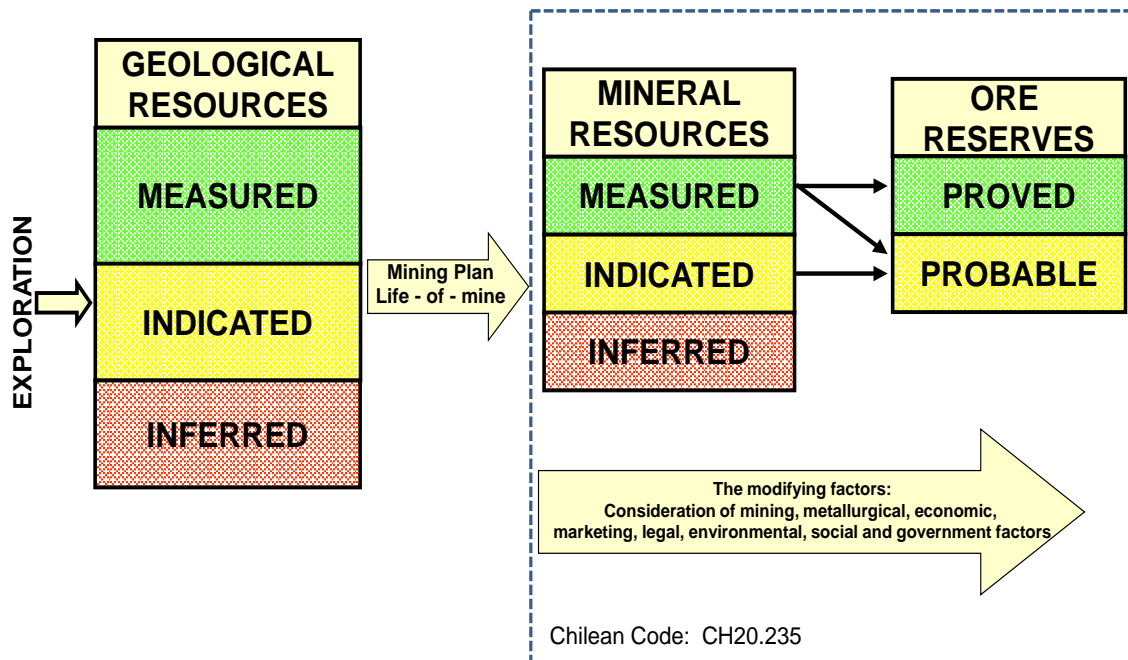 EXPLORATION
GEOLOGICAL
RESOURCES
MEASURED
INDICATED
INFERRED
Mining Plan
Life - of - mine
MINERAL
RESOURCES
MEASURED
INDICATED
INFERRED
ORE
RESERVES
PROVED
PROBABLE
The modifying factors:
Consideration of mining, metallurgical, economic,
marketing, legal, environmental, social and government factors
Chilean Code: CH20.235